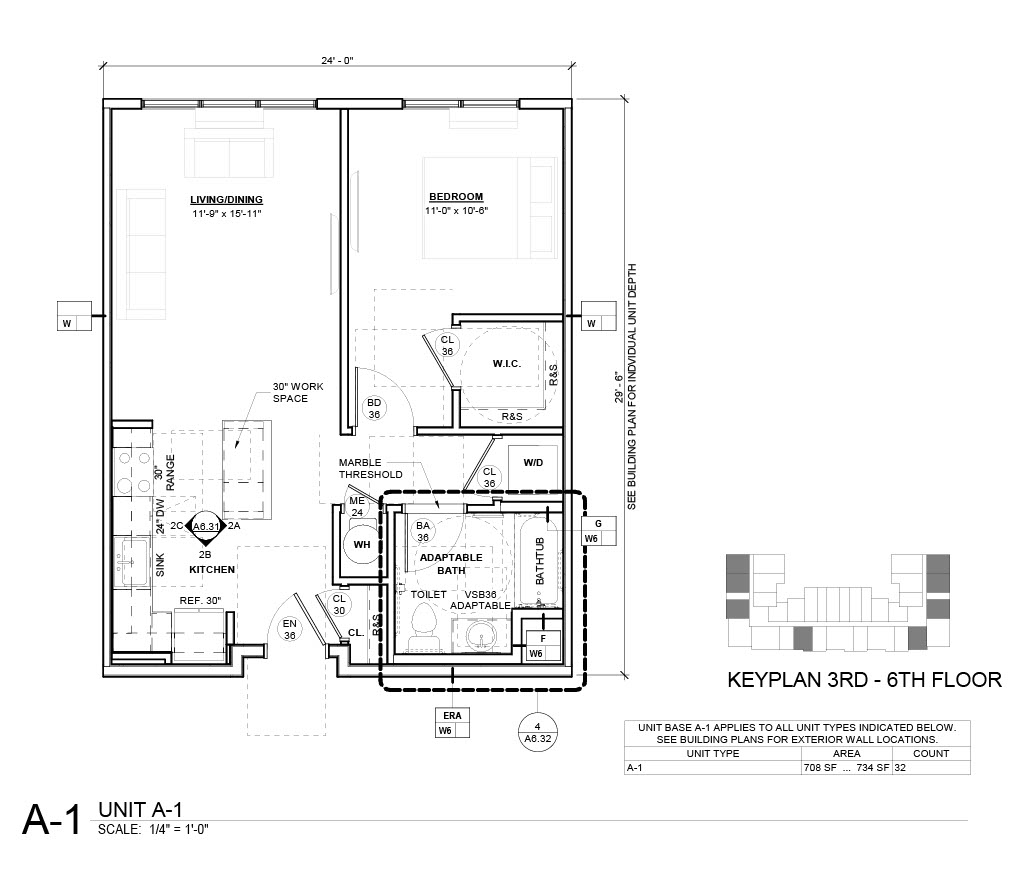 24' - 0"
LIVING/DINING
11'-9" x 15'-11"
BEDROOM
11'-0" x 10'-6"
W
W
CL
36
W.I.C.
R&S
R&S
29' - 6"
SEE BUILDING PLAN FOR INDVIDUAL UNIT DEPTH
30" WORK
SPACE
BD
36
30"
RANGE
MARBLE
THRESHOLD
CL
36
W/D
ME
24
24" DW
2C
A6.31
2A
2B
BA
36
G
W6
WH
ADAPTABLE
BATH
BATHTUB
SINK
KITCHEN
TOILET
VSB36
ADAPTABLE
REF. 30"
CL
30
EN
36
CL.
R&S
F
W6
ERA
W6
4
A6.32
KEYPLAN 3RD - 6TH FLOOR
UNIT BASE A-1 APPLIES TO ALL UNIT TYPES INDICATED BELOW.
SEE BUILDING PLANS FOR EXTERIOR WALL LOCATIONS.
UNIT TYPE AREA COUNT
A-1 708 SF ... 734 SF 32
A-1
UNIT A-1
SCALE: 1/4" = 1'-0"